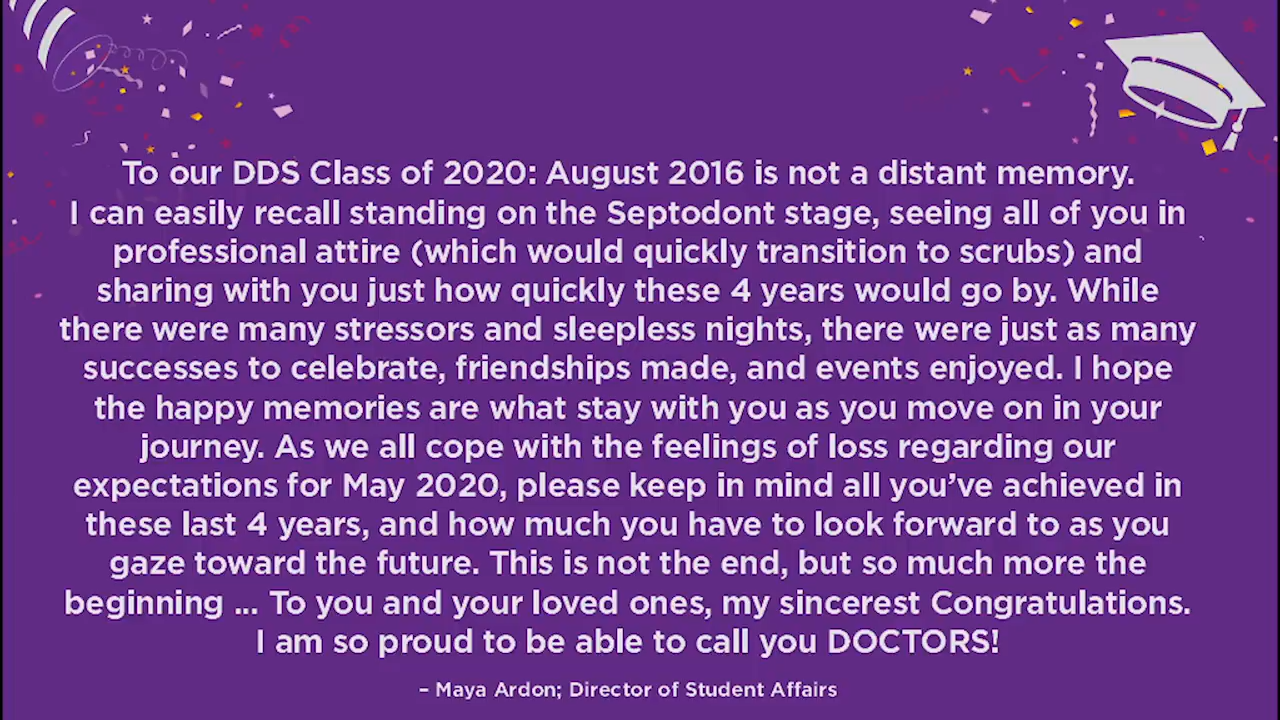 To our DDS Class of 2020: August 2016 is not a distant memory.
I can easily recall standing on the Septodont stage, seeing all of you in
professional attire (which would quickly transition to scrubs) and
sharing with you just how quickly these 4 years would go by. While
there were many stressors and sleepless nights, there were just as many
successes to celebrate, friendships made, and events enjoyed. I hope
the happy memories are what stay with you as you move on in your
journey. As we all cope with the feelings of loss regarding our
expectations for May 2020, please keep in mind all you’ve achieved in
these last 4 years, and how much you have to look forward to as you
gaze toward the future. This is not the end, but so much more the
beginning ... To you and your loved ones, my sincerest Congratulations.
I am so proud to be able to call you DOCTORS!
– Maya Ardon; Director of Student Affairs